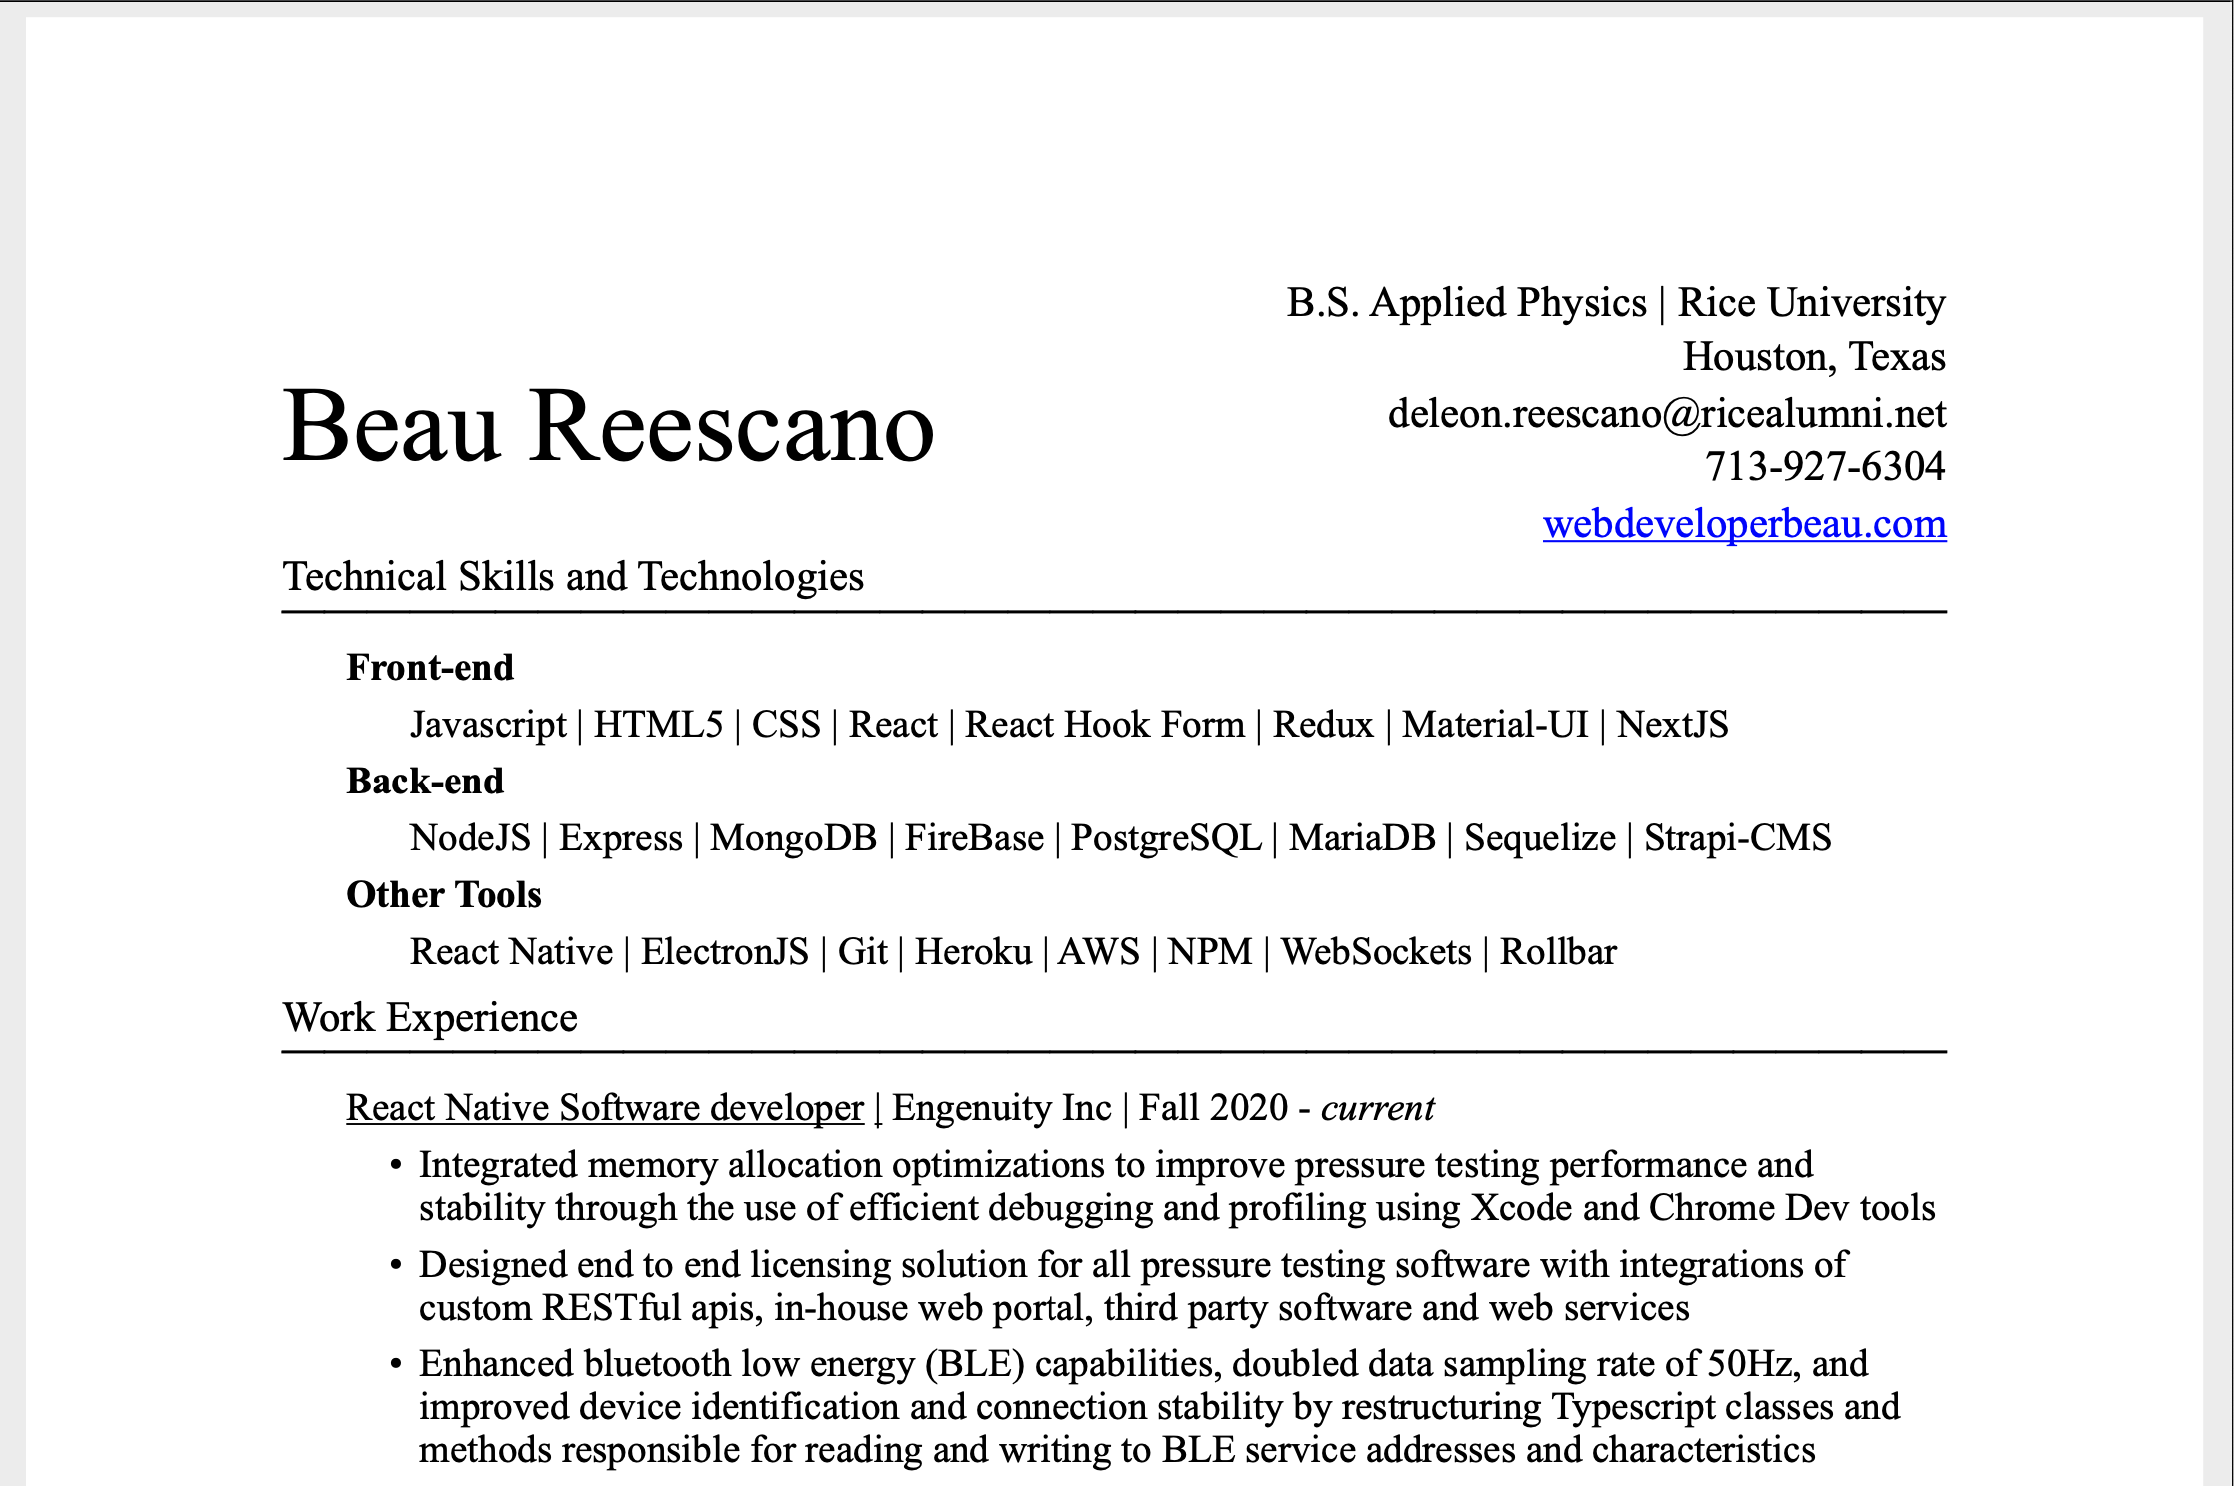 Beau Reescano
B.S. Applied Physics | Rice University
Houston, Texas
deleon.reescano@ricealumni.net
713-927-6304
webdeveloperbeau.com
Technical Skills and Technologies
Front-end
Javascript | HTML5 | CSS | React | React Hook Form | Redux | Material-UI | NextJS
Back-end
NodeJS | Express | MongoDB | FireBase | PostgreSQL | MariaDB | Sequelize | Strapi-CMS
Other Tools
React Native | ElectronJS | Git | Heroku | AWS | NPM | WebSockets | Rollbar
Work Experience
React Native Software developer | Engenuity Inc | Fall 2020 - current
• Integrated memory allocation optimizations to improve pressure testing performance and
stability through the use of efficient debugging and profiling using Xcode and Chrome Dev tools
• Designed end to end licensing solution for all pressure testing software with integrations of
custom RESTful apis, in-house web portal, third party software and web services
• Enhanced bluetooth low energy (BLE) capabilities, doubled data sampling rate of 50Hz, and
improved device identification and connection stability by restructuring Typescript classes and
methods responsible for reading and writing to BLE service addresses and characteristics